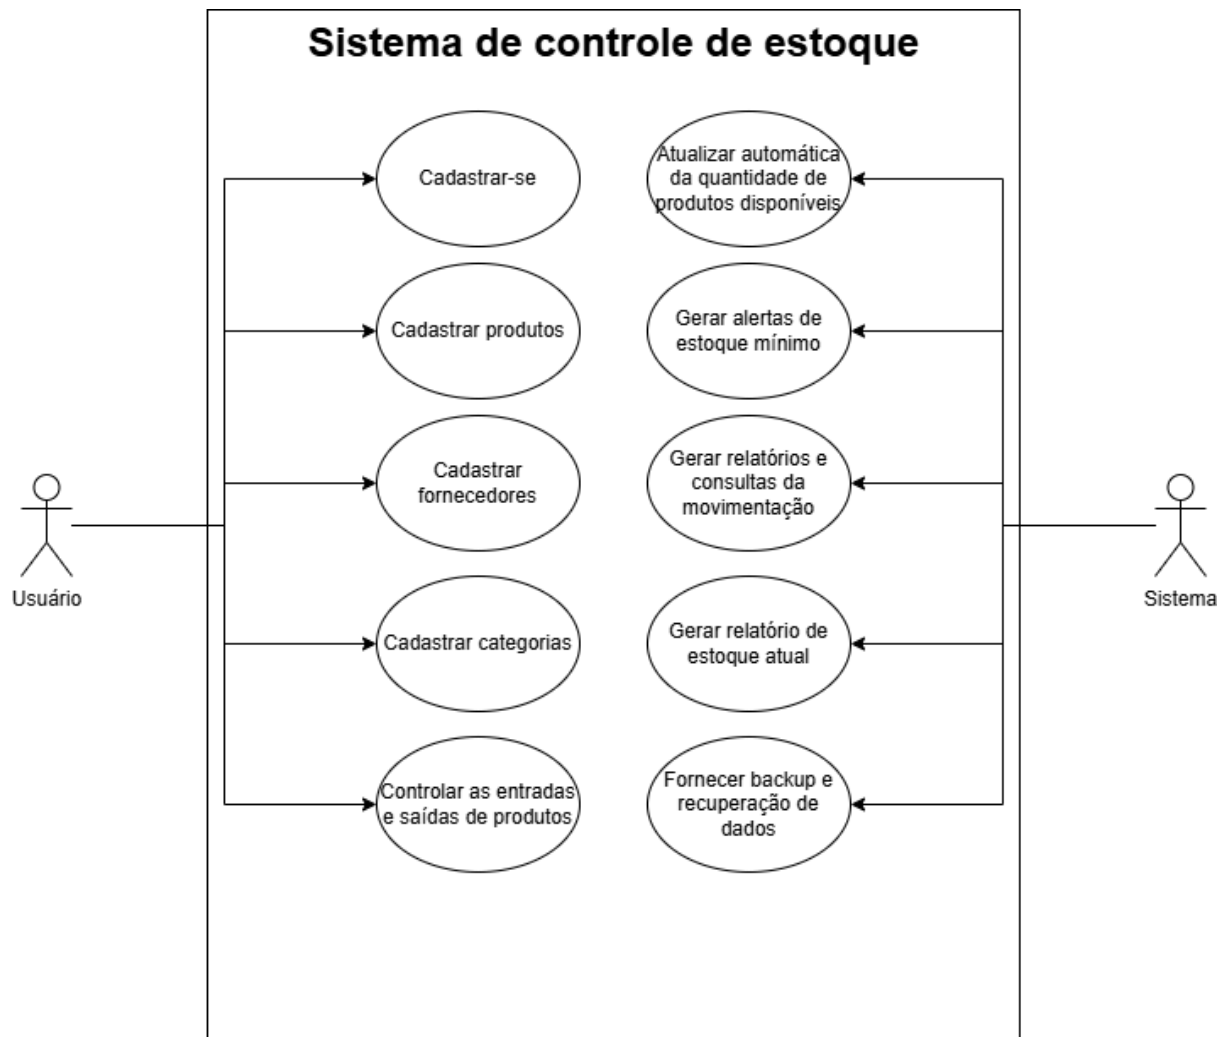 Sistema de controle de estoque
Cadastrar-se
Atualizar automática
da quantidade de
produtos disponíveis
Cadastrar produtos
Gerar alertas de
estoque mínimo
Cadastrar
fornecedores
Gerar relatórios e
consultas da
movimentação
Usuário
Sistema
Cadastrar categorias
Gerar relatório de
estoque atual
Controlar as entradas
e saídas de produtos
Fornecer backup e
recuperação de
dados